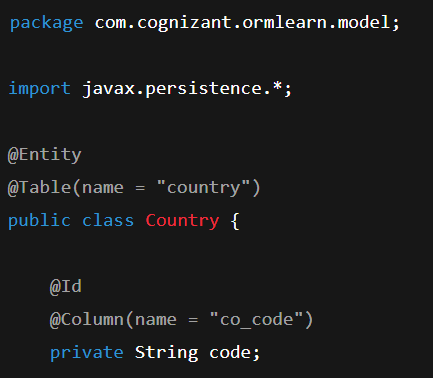 package com.cognizant.ormlearn.model;
import javax.persistence.*;
@Entity
@Table(name = "country")
public class Country {
@Id
@Column(name = "co_code")
private String code;